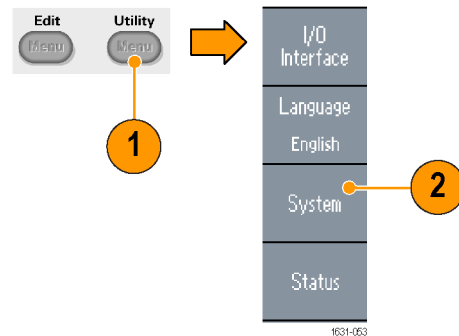 Edit Utility
Menu Menu
I/O
Interface
Language
English
1
2
System
Status
1631-053